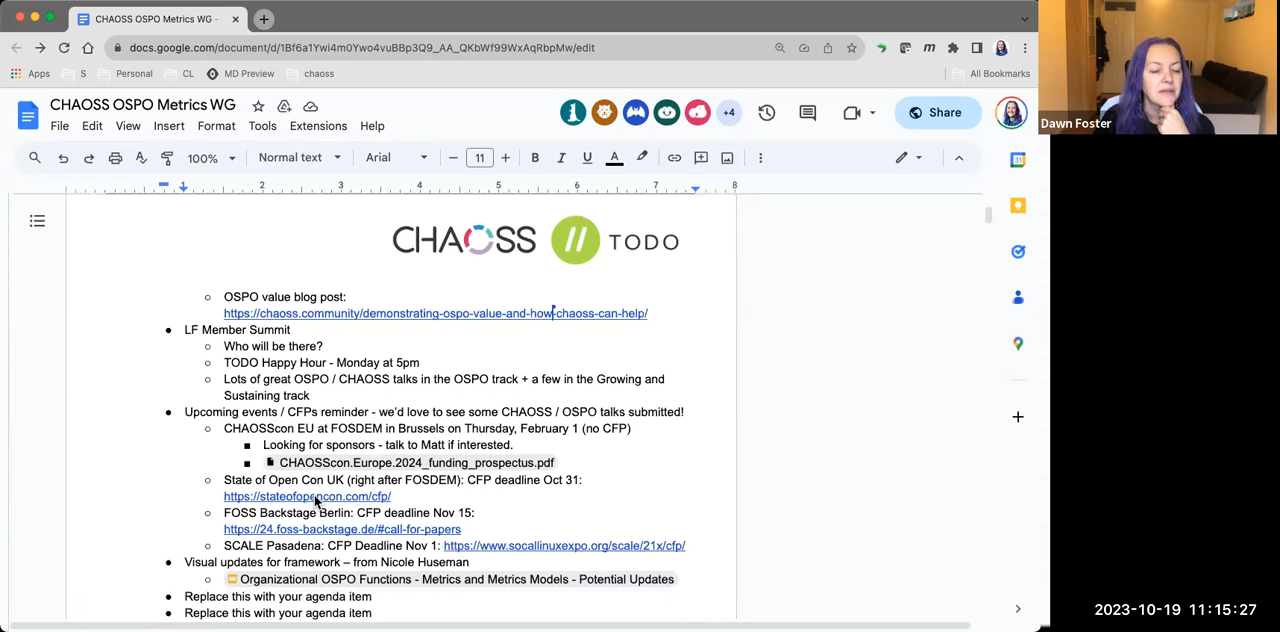 CHAOSS OSPO Metrics WG -
docs.google.com/document/d/1Bf6a1Ywi4m0Ywo4vuBBp3Q9_AA_QKbWf99WxAqRbpMw/edit
Apps S Personal CL MD Preview chaoss All Bookmarks
CHAOSS OSPO Metrics WG
File Edit View Insert Format Tools Extensions Help
+4
Share
100% Normal text Arial 11 B I U A
1 2 3 4 5 6 7 8
CHAOSS TODO
OSPO value blog post:
https://chaoss.community/demonstrating-ospo-value-and-how-chaoss-can-help/
LF Member Summit
Who will be there?
TODO Happy Hour - Monday at 5pm
Lots of great OSPO / CHAOSS talks in the OSPO track + a few in the Growing and
Sustaining track
Upcoming events / CFPs reminder - we'd love to see some CHAOSS / OSPO talks submitted!
CHAOSScon EU at FOSDEM in Brussels on Thursday, February 1 (no CFP)
Looking for sponsors - talk to Matt if interested.
CHAOSScon.Europe.2024_funding_prospectus.pdf
State of Open Con UK (right after FOSDEM): CFP deadline Oct 31:
https://stateofopencon.com/cfp/
FOSS Backstage Berlin: CFP deadline Nov 15:
https://24.foss-backstage.de/#call-for-papers
SCALE Pasadena: CFP Deadline Nov 1: https://www.socallinuxexpo.org/scale/21x/cfp/
Visual updates for framework – from Nicole Huseman
Organizational OSPO Functions - Metrics and Metrics Models - Potential Updates
Replace this with your agenda item
Replace this with your agenda item
Dawn Foster
31
2023-10-19 11:15:27